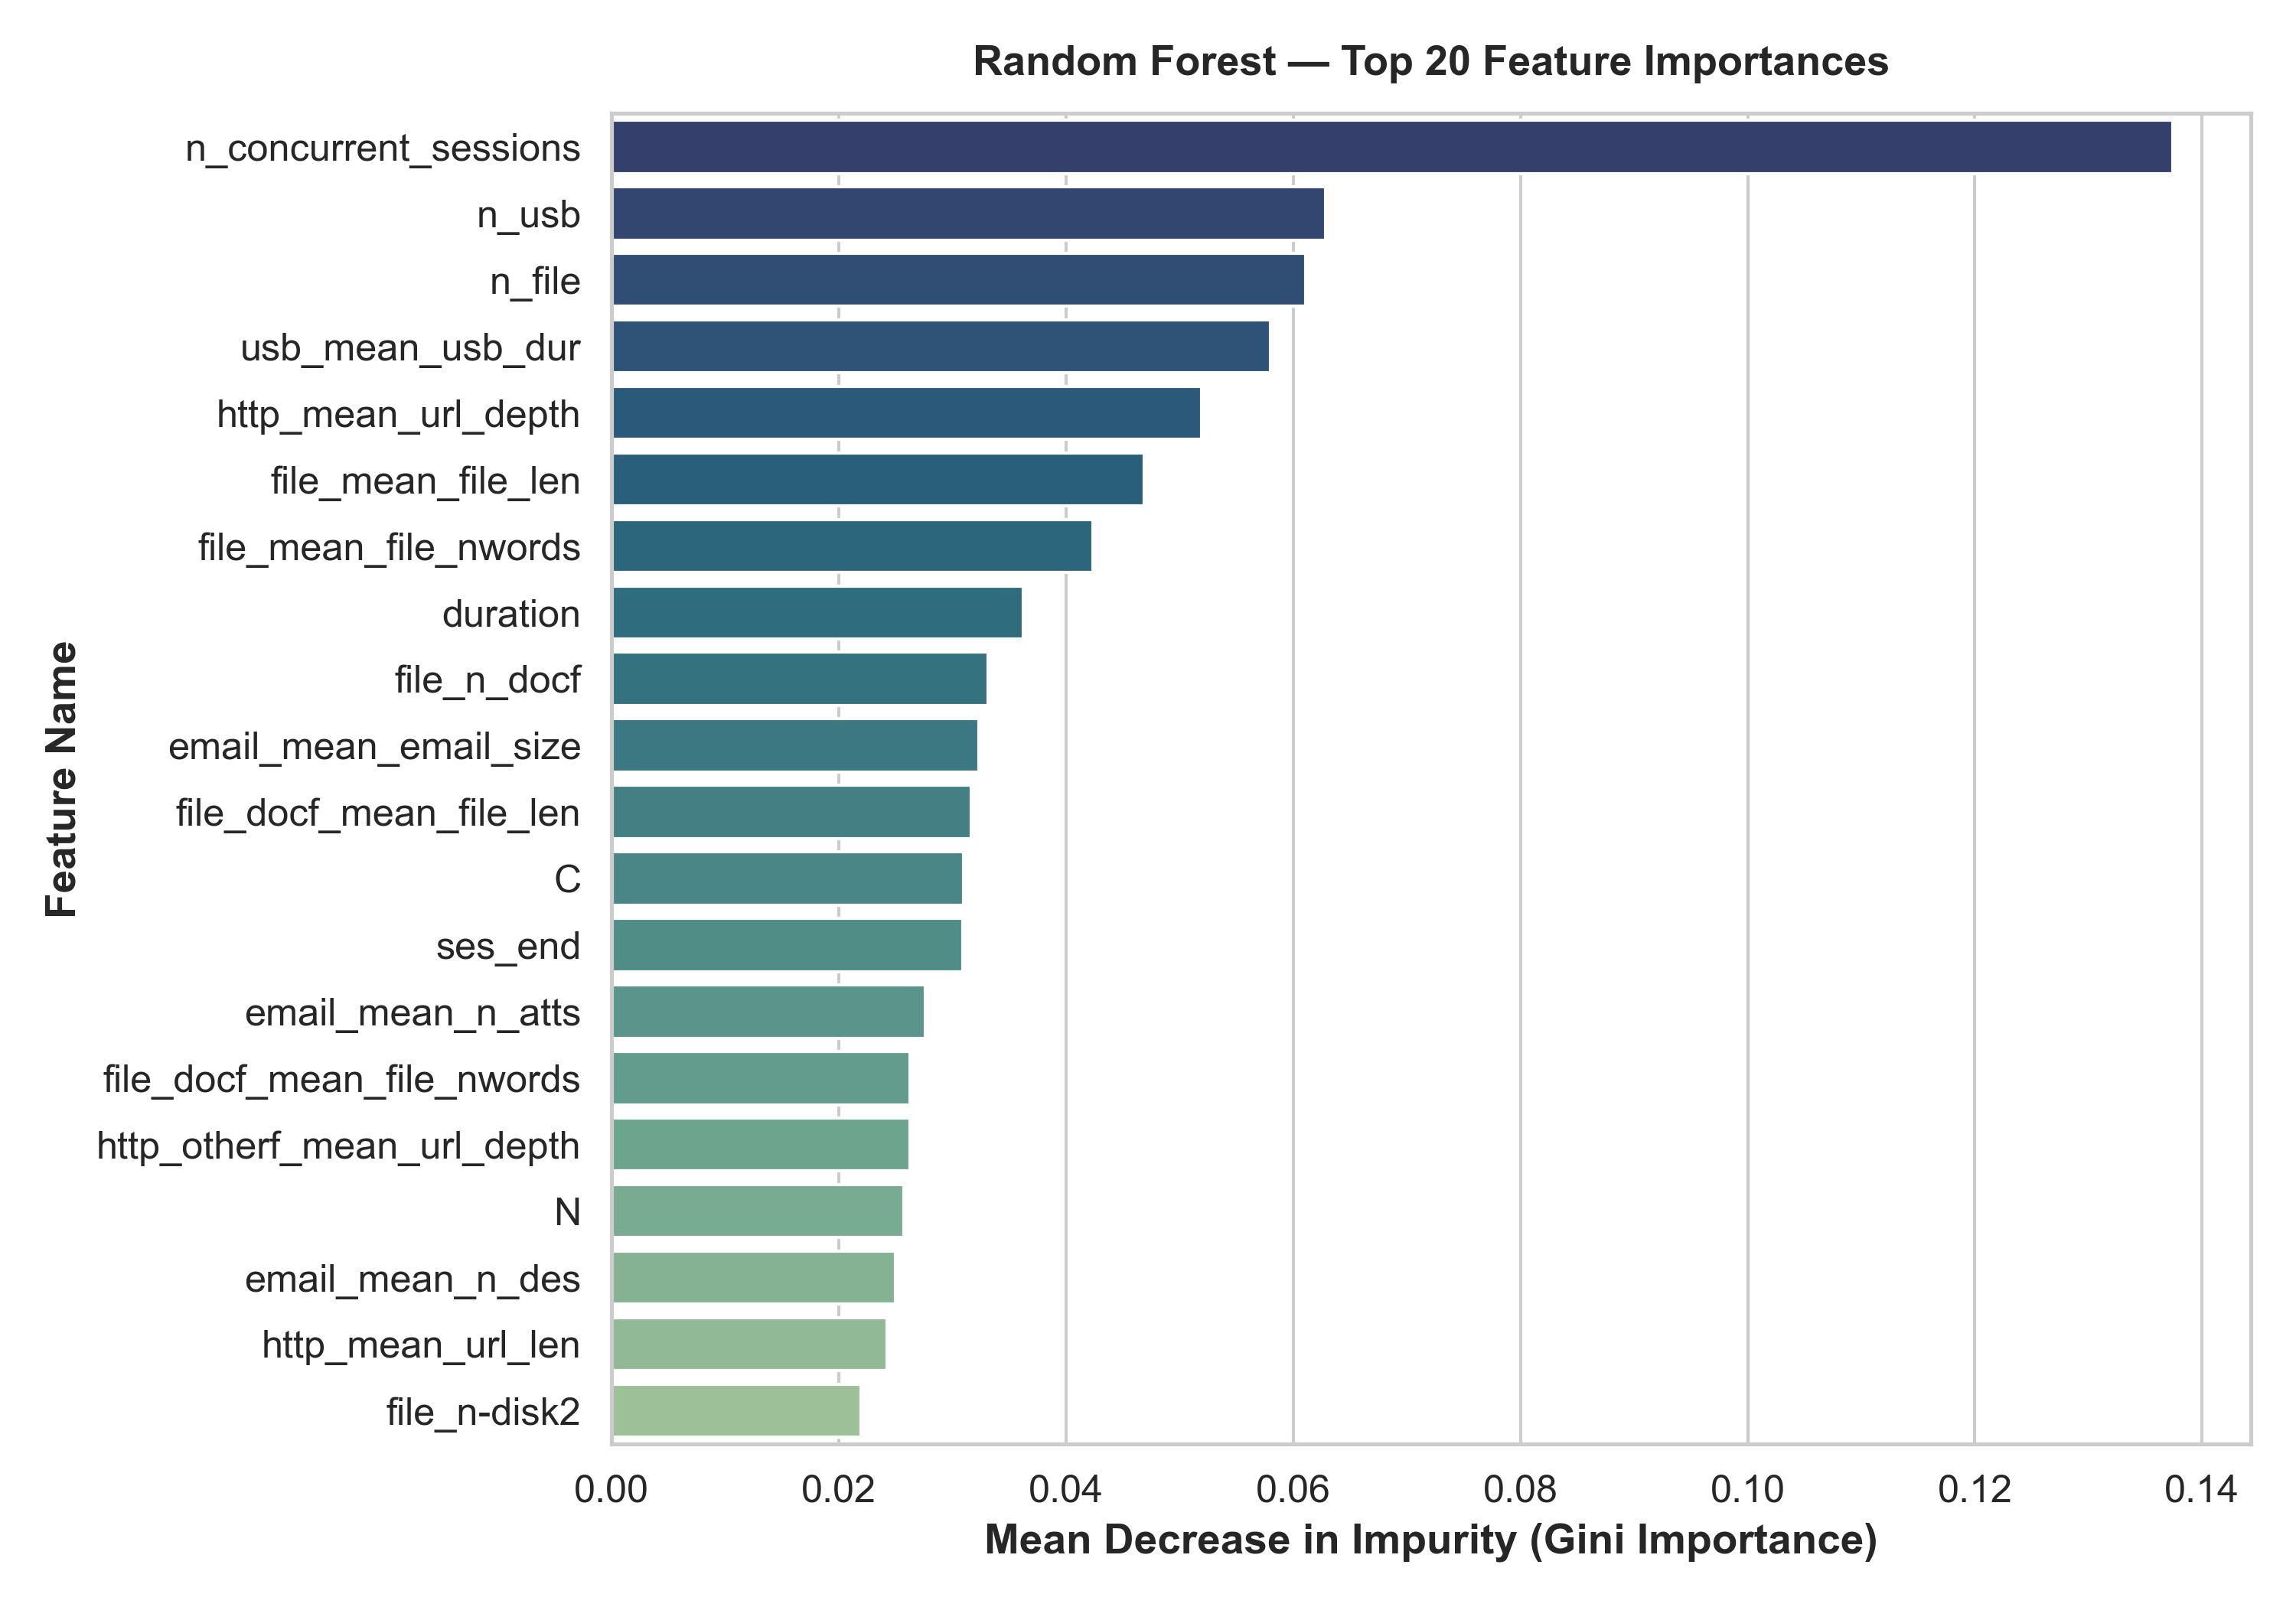 Random Forest — Top 20 Feature Importances
n_concurrent_sessions
n_usb
n_file
usb_mean_usb_dur
http_mean_url_depth
file_mean_file_len
file_mean_file_nwords
duration
file_n_docf
email_mean_email_size
file_docf_mean_file_len
C
ses_end
email_mean_n_atts
file_docf_mean_file_nwords
http_otherf_mean_url_depth
N
email_mean_n_des
http_mean_url_len
file_n-disk2
Feature Name
0.00 0.02 0.04 0.06 0.08 0.10 0.12 0.14
Mean Decrease in Impurity (Gini Importance)